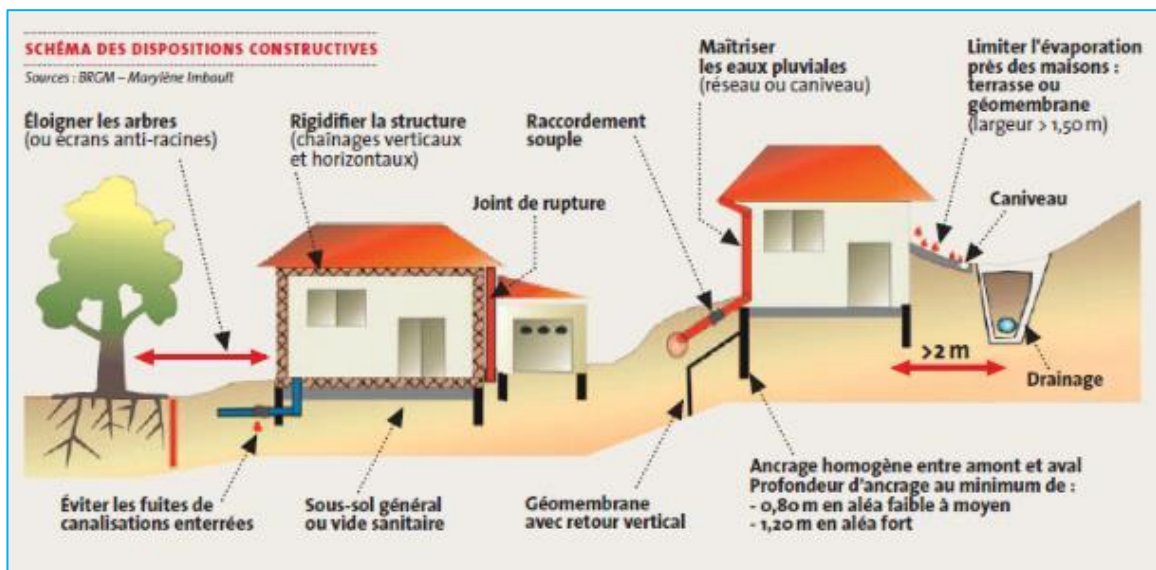 SCHÉMA DES DISPOSITIONS CONSTRUCTIVES
Sources : BRGM – Marylène Imbault
Éloigner les arbres
(ou écrans anti-racines)
Rigidifier la structure
(chaînages verticaux
et horizontaux)
Joint de rupture
Raccordement
souple
Maîtriser
les eaux pluviales
(réseau ou caniveau)
Limiter l'évaporation
près des maisons :
terrasse ou
géomembrane
(largeur > 1,50 m)
Caniveau
>2 m
Drainage
Éviter les fuites de
canalisations enterrées
Sous-sol général
ou vide sanitaire
Géomembrane
avec retour vertical
Ancrage homogène entre amont et aval
Profondeur d'ancrage au minimum de :
- 0,80 m en aléa faible à moyen
- 1,20 m en aléa fort